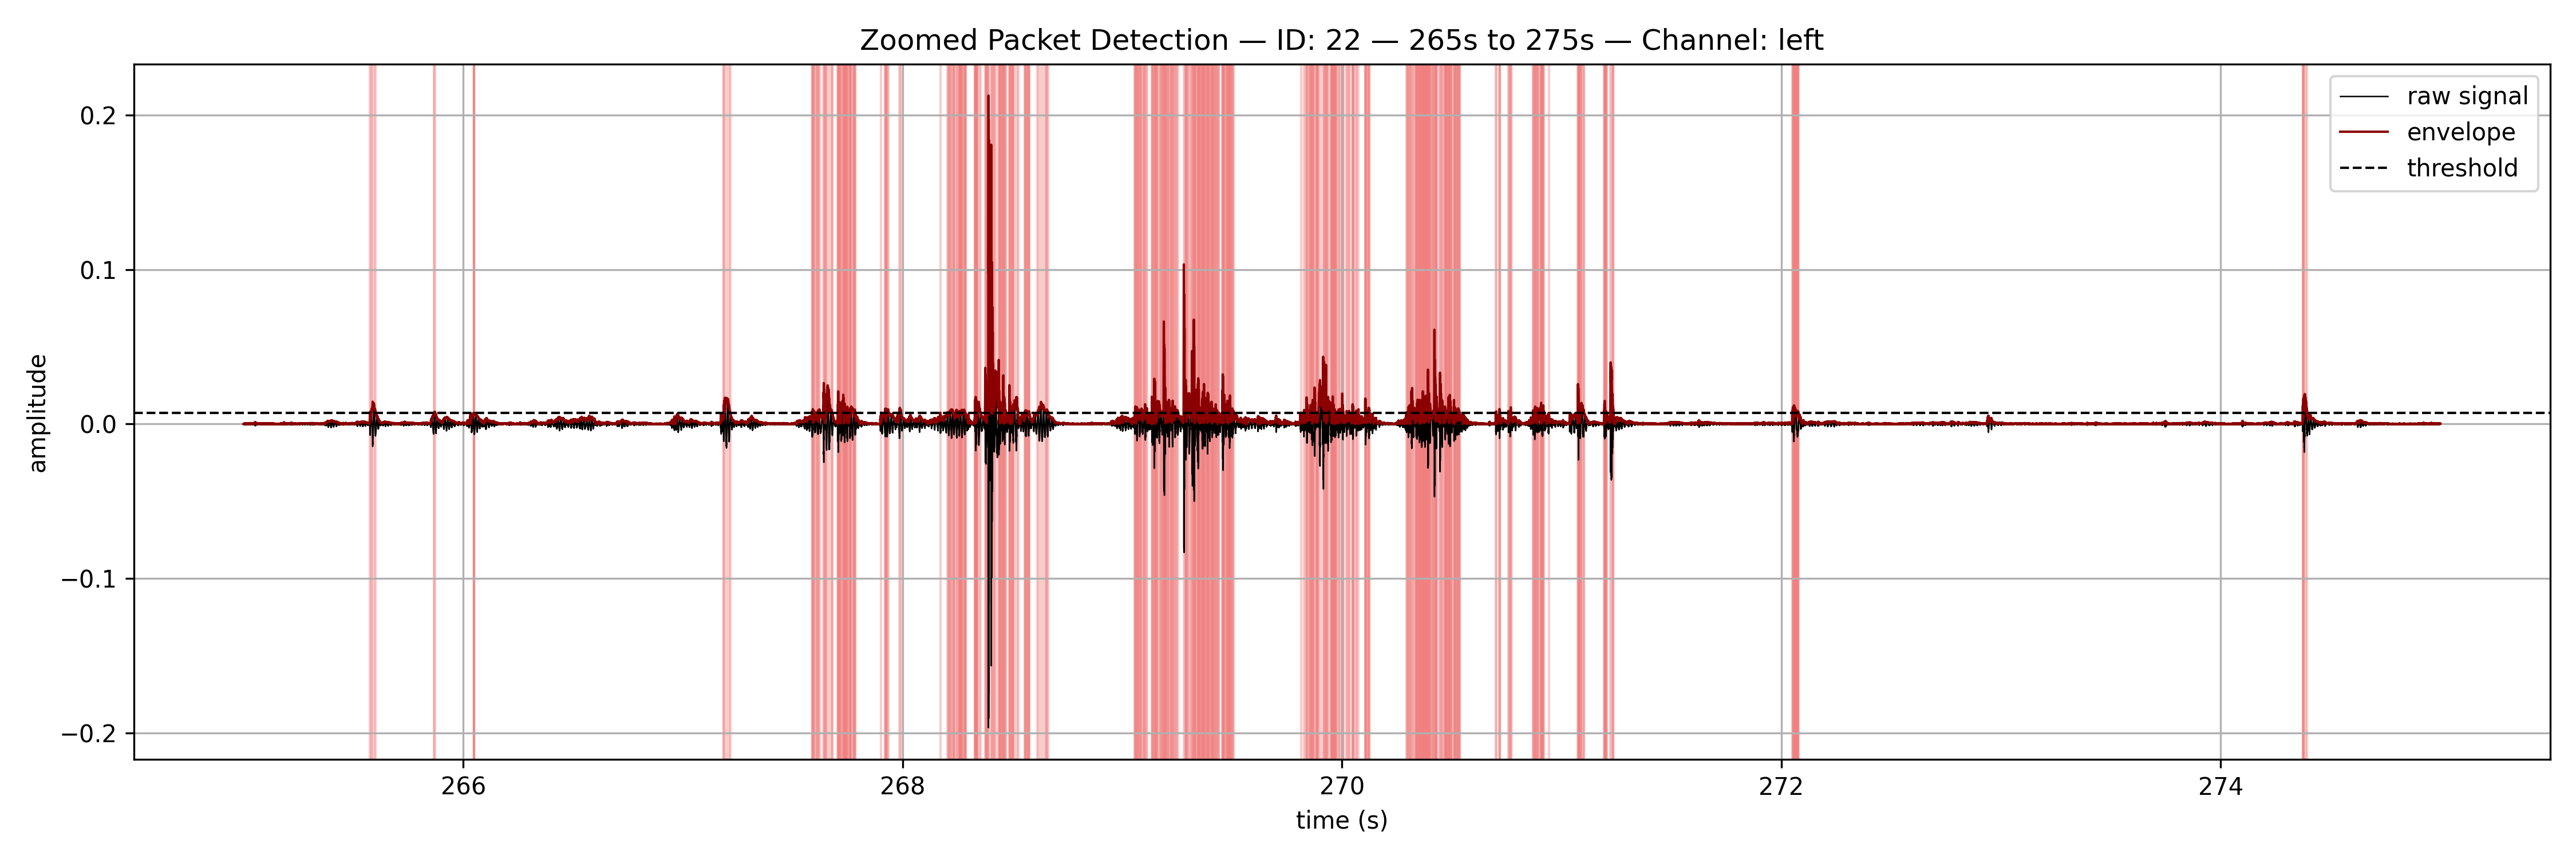 Zoomed Packet Detection — ID: 22 — 265s to 275s — Channel: left
raw signal
envelope
threshold
amplitude
0.2
0.1
0.0
−0.1
−0.2
266
268
270
272
274
time (s)